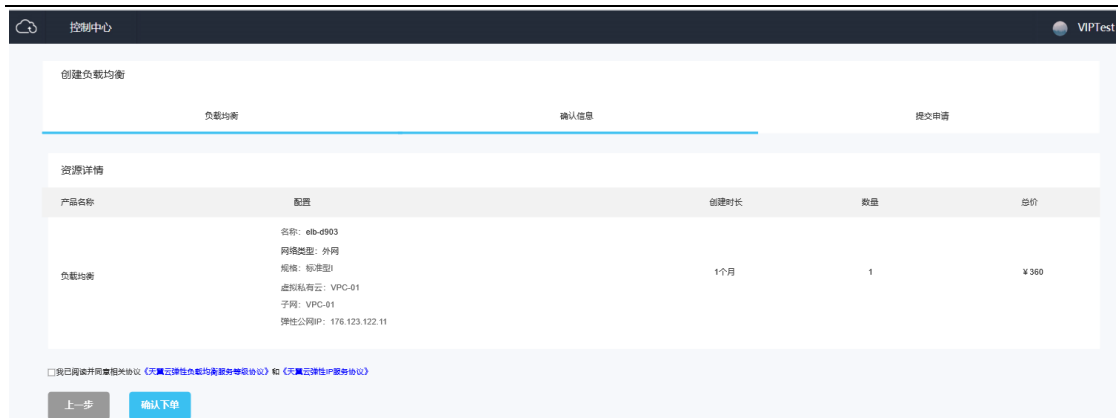 控制中心
VIPTest
创建负载均衡
负载均衡
确认信息
提交申请
资源详情
产品名称 配置 创建时长 数量 总价
名称：elb-d903
网络类型：外网
规格：标准型I
负载均衡 1个月 1 ¥360
虚拟私有云：VPC-01
子网：VPC-01
弹性公网IP：176.123.122.11
我已阅读并同意相关协议《天翼云弹性负载均衡服务等级协议》和《天翼云弹性IP服务协议》
上一步 确认下单